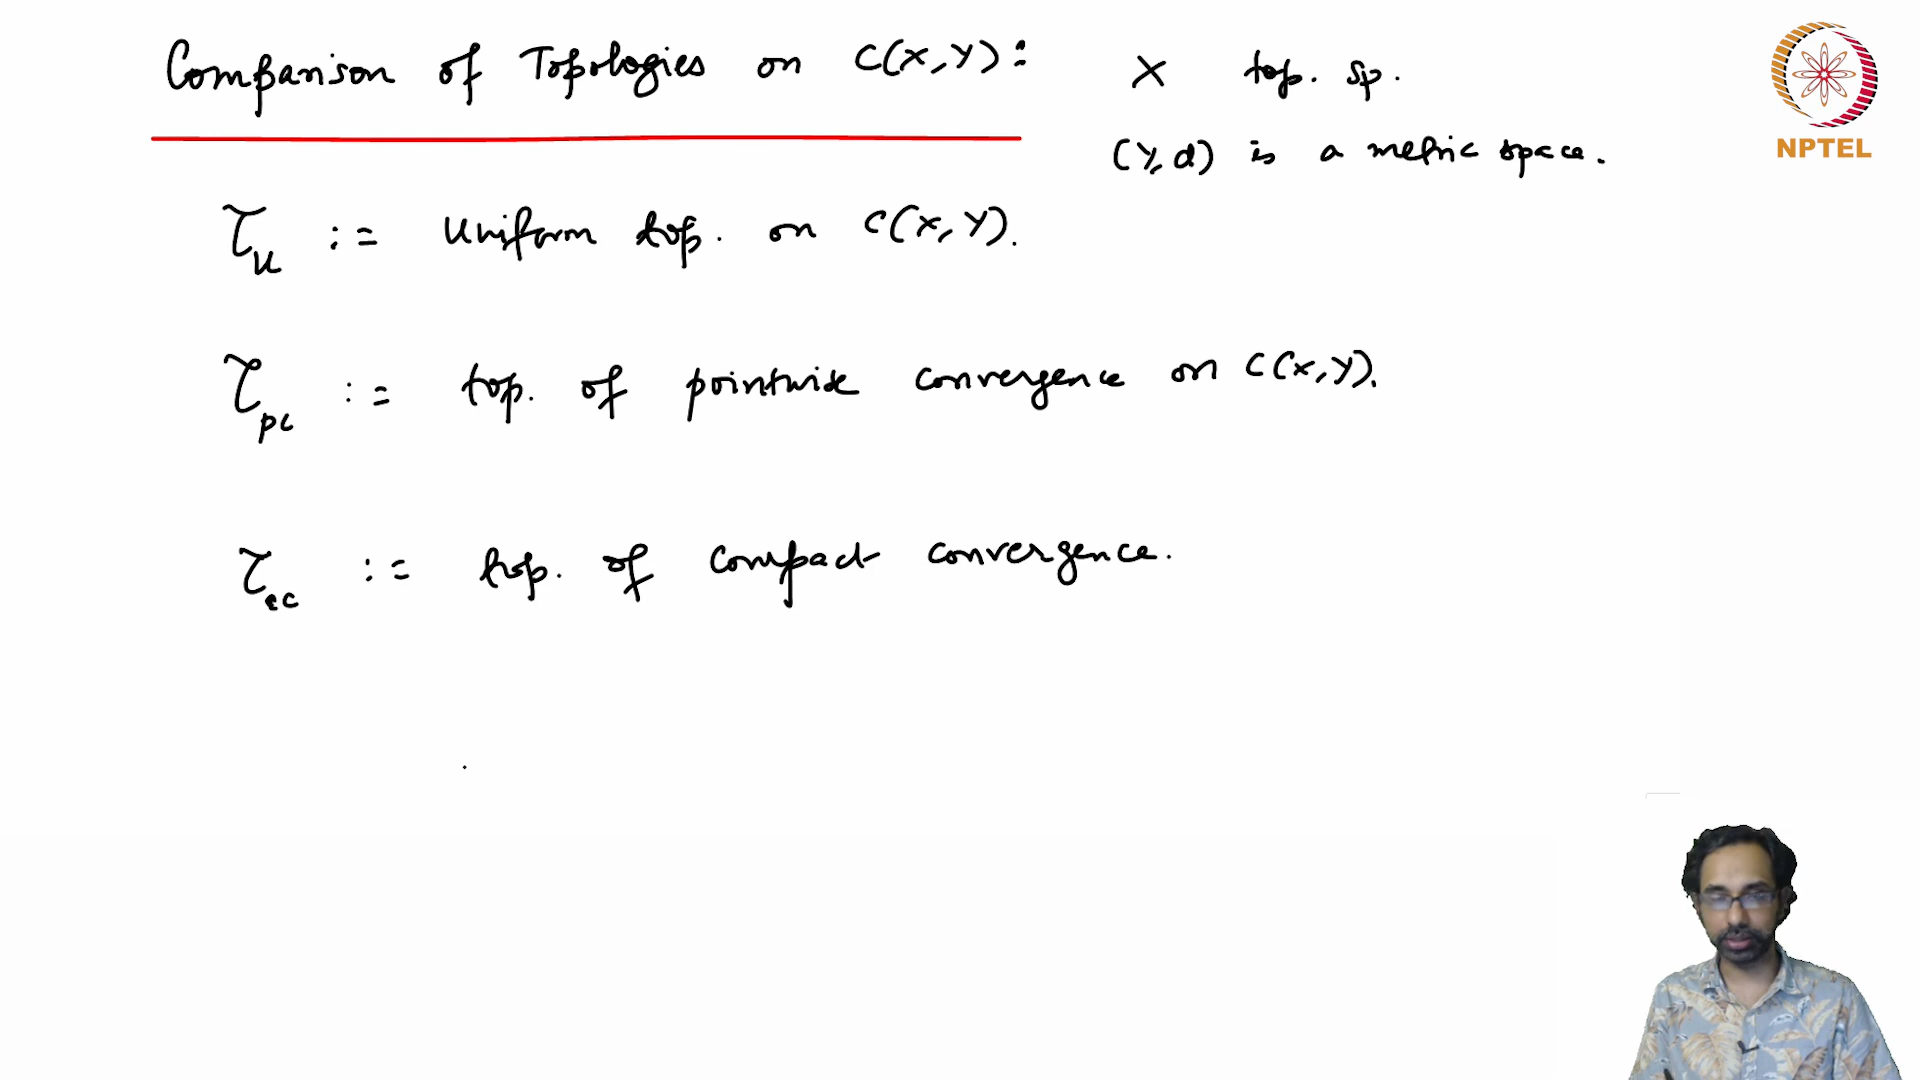 Comparison of Topologies on C(X,Y):
X top. sp.
(Y,d) is a metric space.
NPTEL
τ_u := uniform top. on C(X,Y).
τ_pc := top. of pointwise convergence on C(X,Y).
τ_cc := top. of compact convergence.